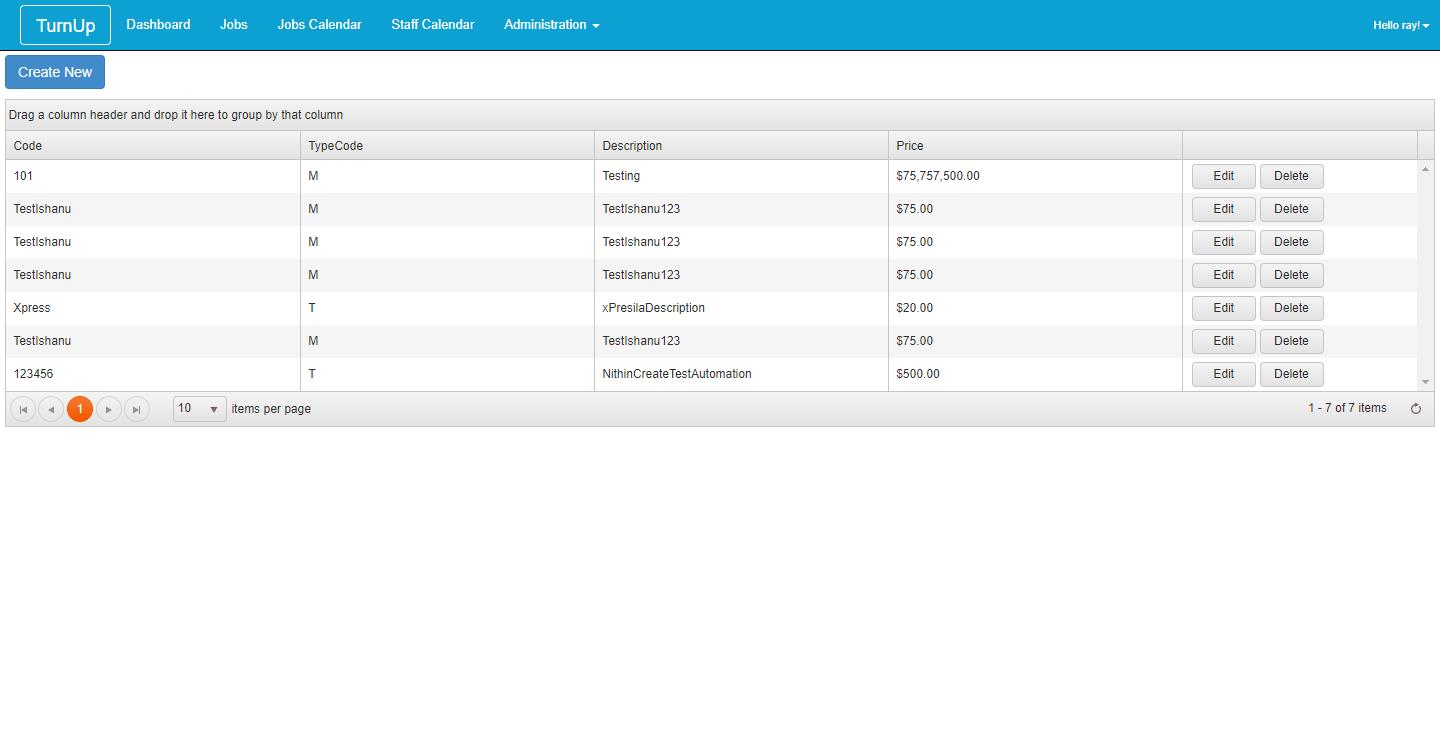 TurnUp Dashboard Jobs Jobs Calendar Staff Calendar Administration Hello ray!
Create New
Drag a column header and drop it here to group by that column
Code TypeCode Description Price
101 M Testing $75,757,500.00 Edit Delete
TestIshanu M TestIshanu123 $75.00 Edit Delete
TestIshanu M TestIshanu123 $75.00 Edit Delete
TestIshanu M TestIshanu123 $75.00 Edit Delete
Xpress T xPresilaDescription $20.00 Edit Delete
TestIshanu M TestIshanu123 $75.00 Edit Delete
123456 T NithinCreateTestAutomation $500.00 Edit Delete
1 10 items per page 1 - 7 of 7 items